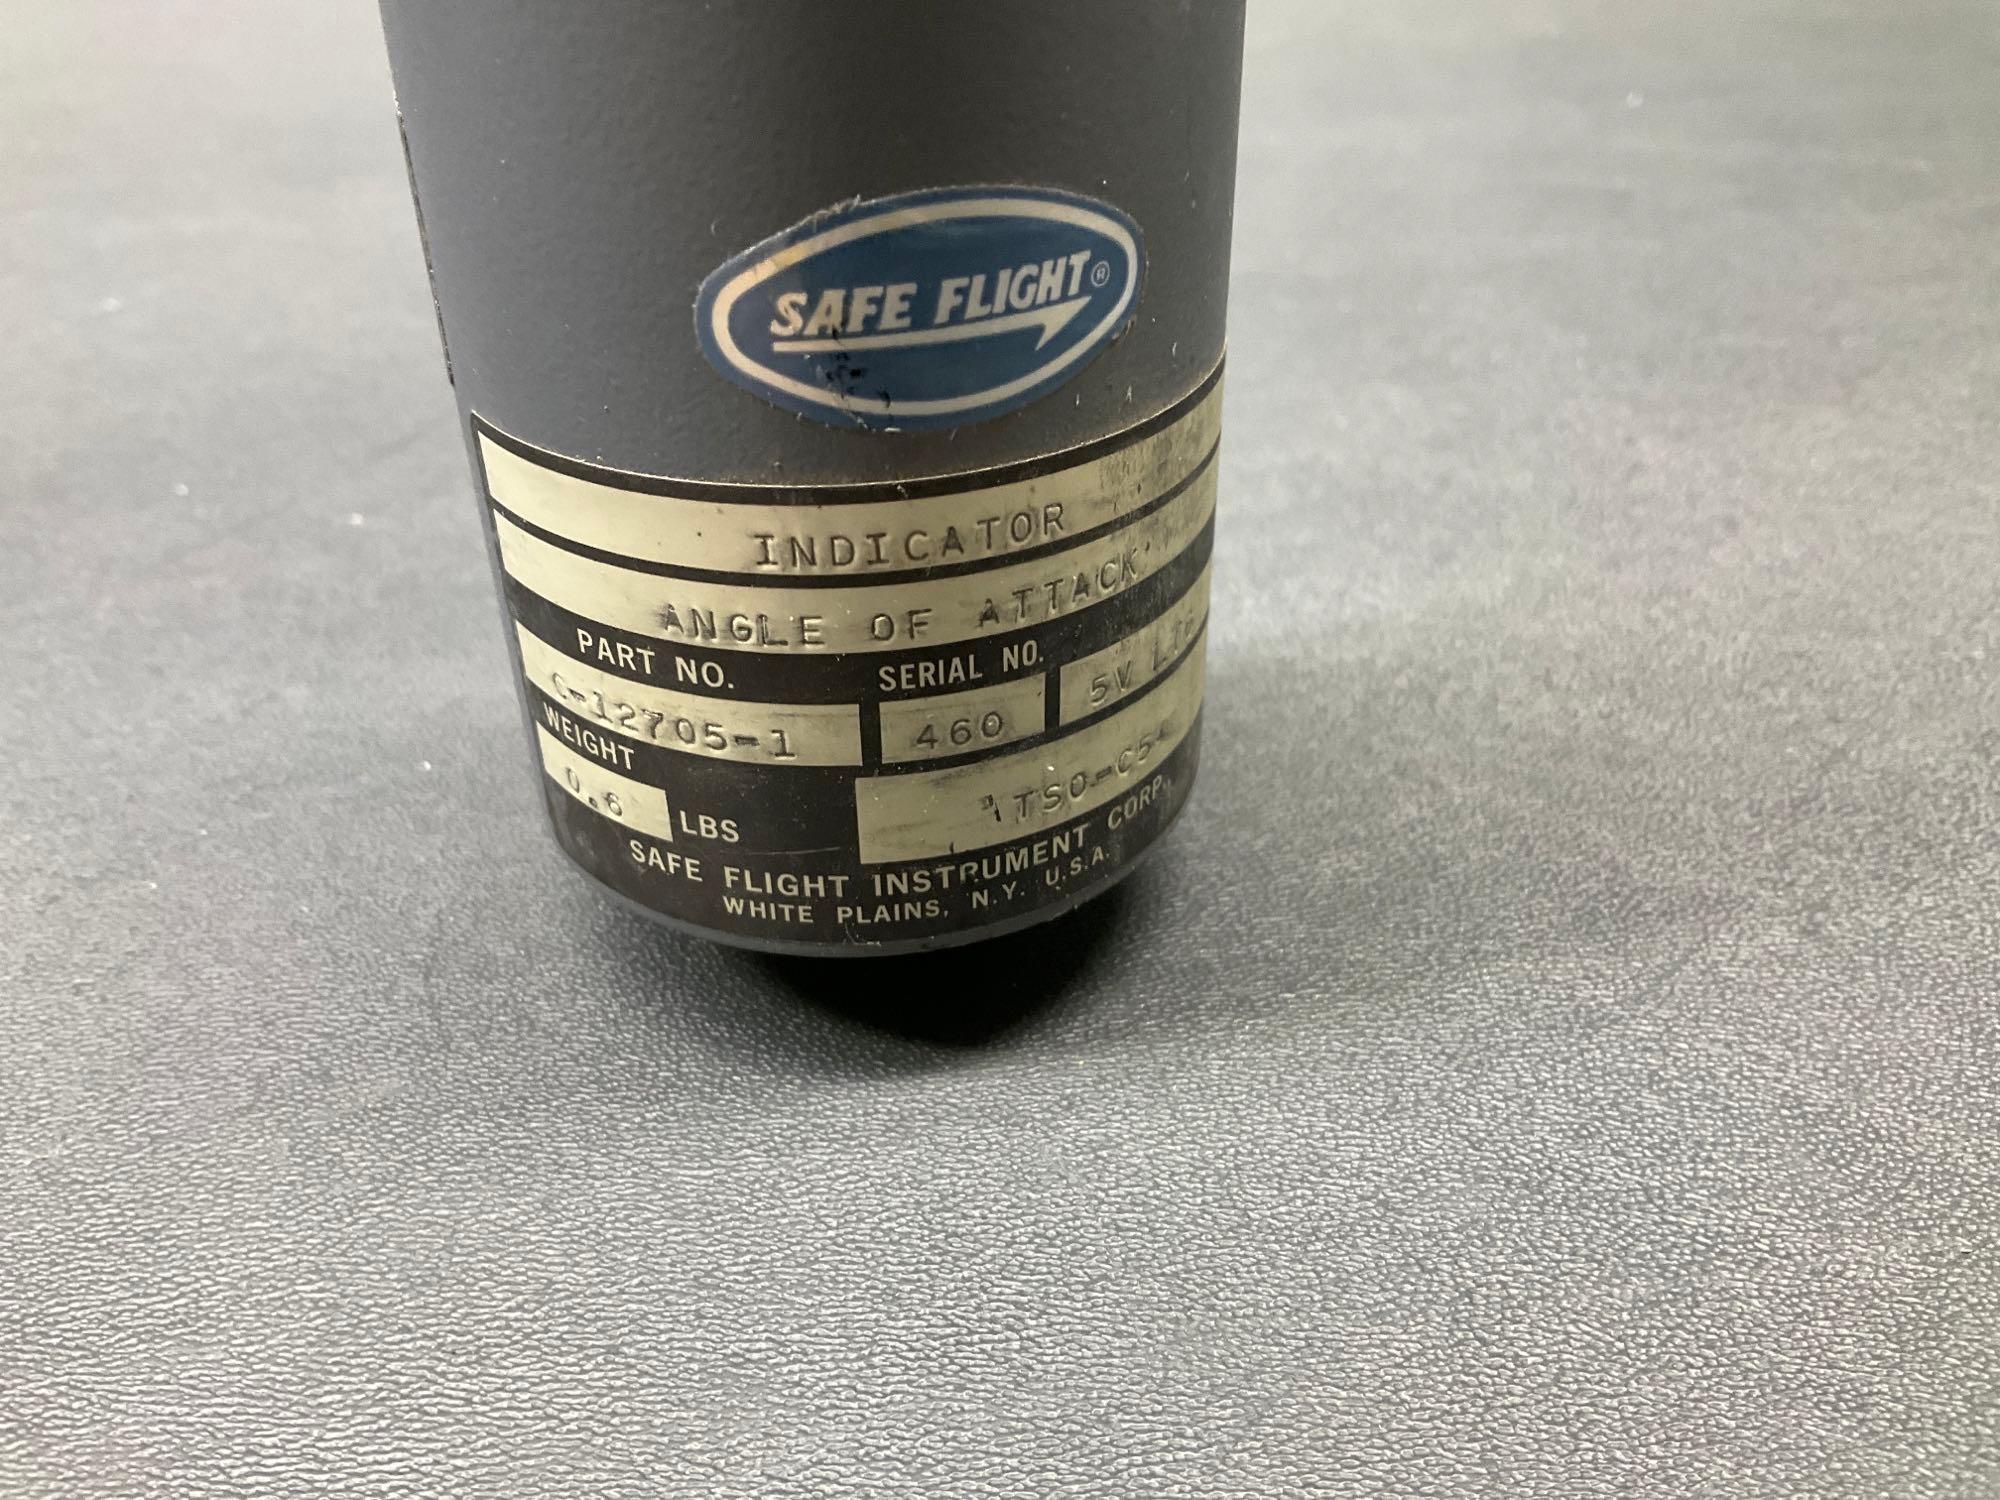 SAFE FLIGHT®
INDICATOR
ANGLE OF ATTACK
PART NO. SERIAL NO.
C-12705-1 460 5V
WEIGHT
0.6 LBS
SAFE FLIGHT INSTRUMENT CORP.
WHITE PLAINS, N.Y. U.S.A.